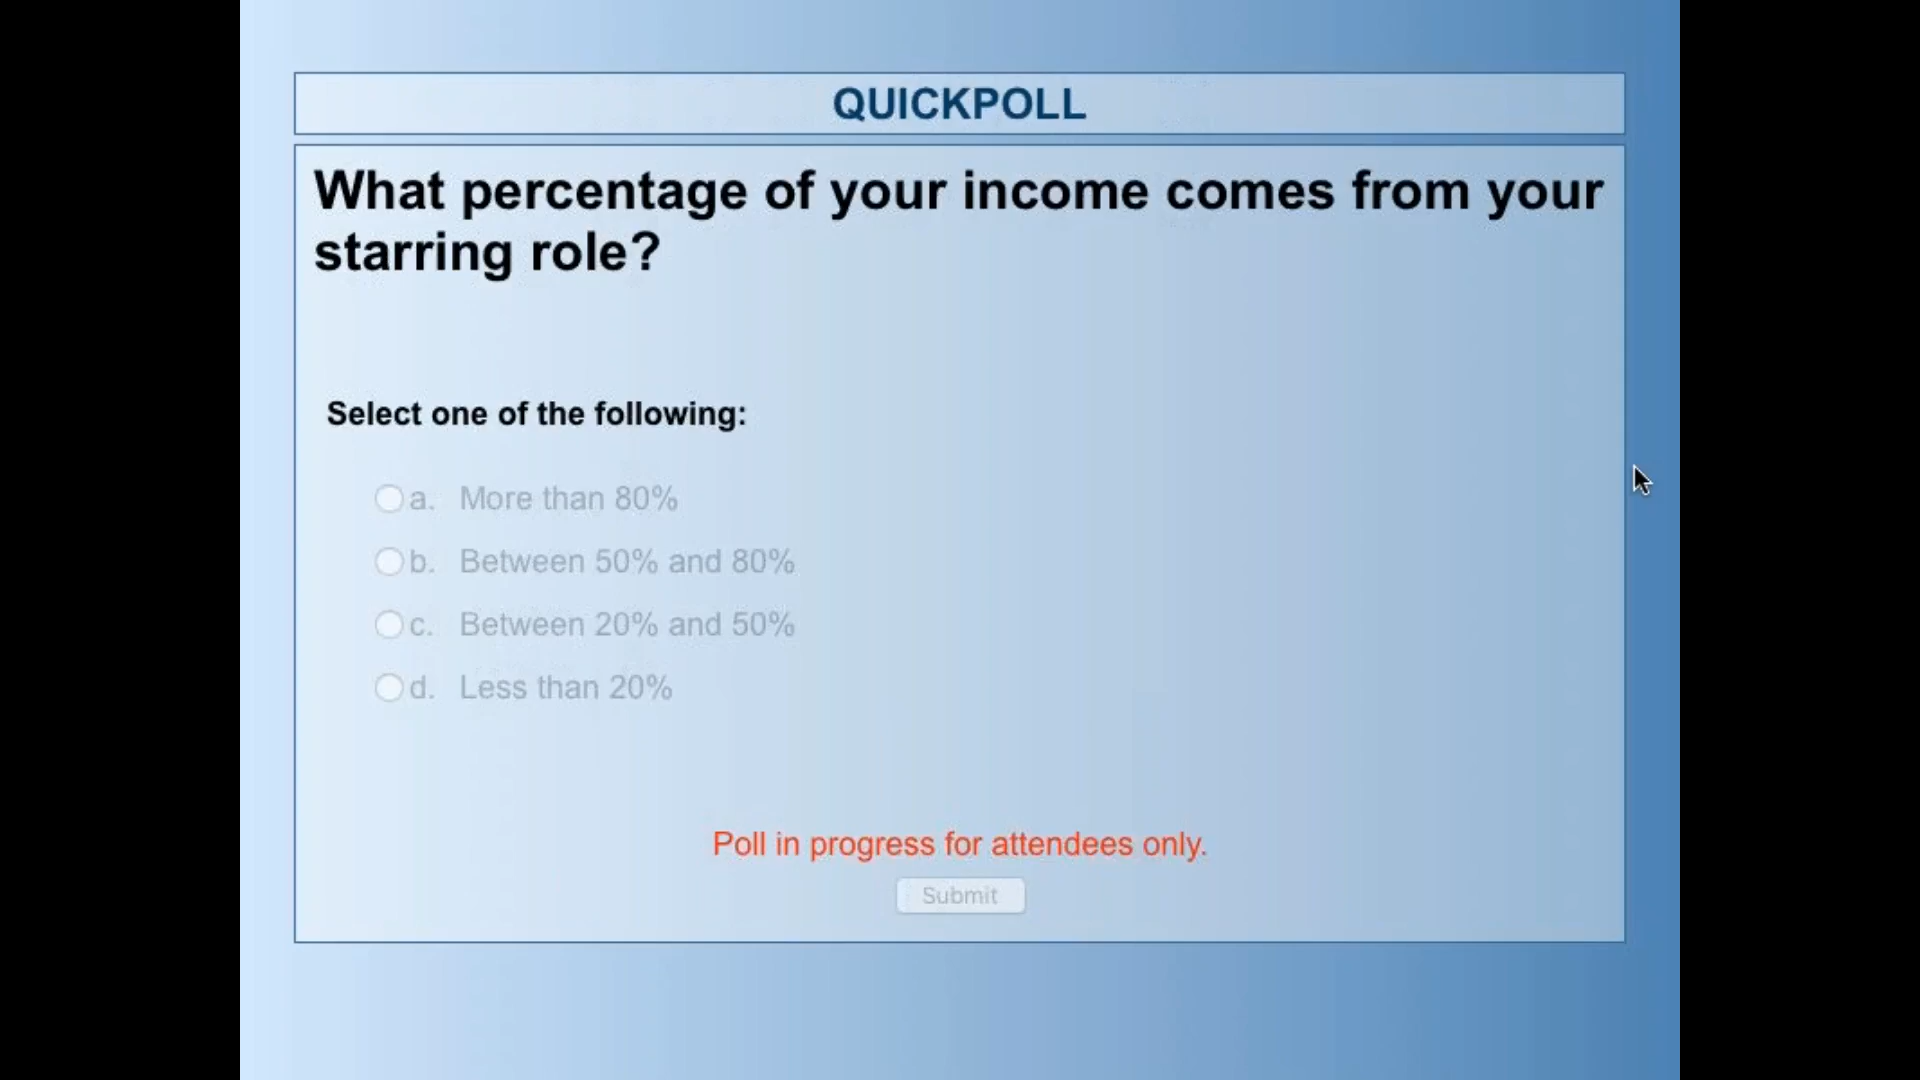 QUICKPOLL
What percentage of your income comes from your
starring role?
Select one of the following:
a. More than 80%
b. Between 50% and 80%
c. Between 20% and 50%
d. Less than 20%
Poll in progress for attendees only.
Submit